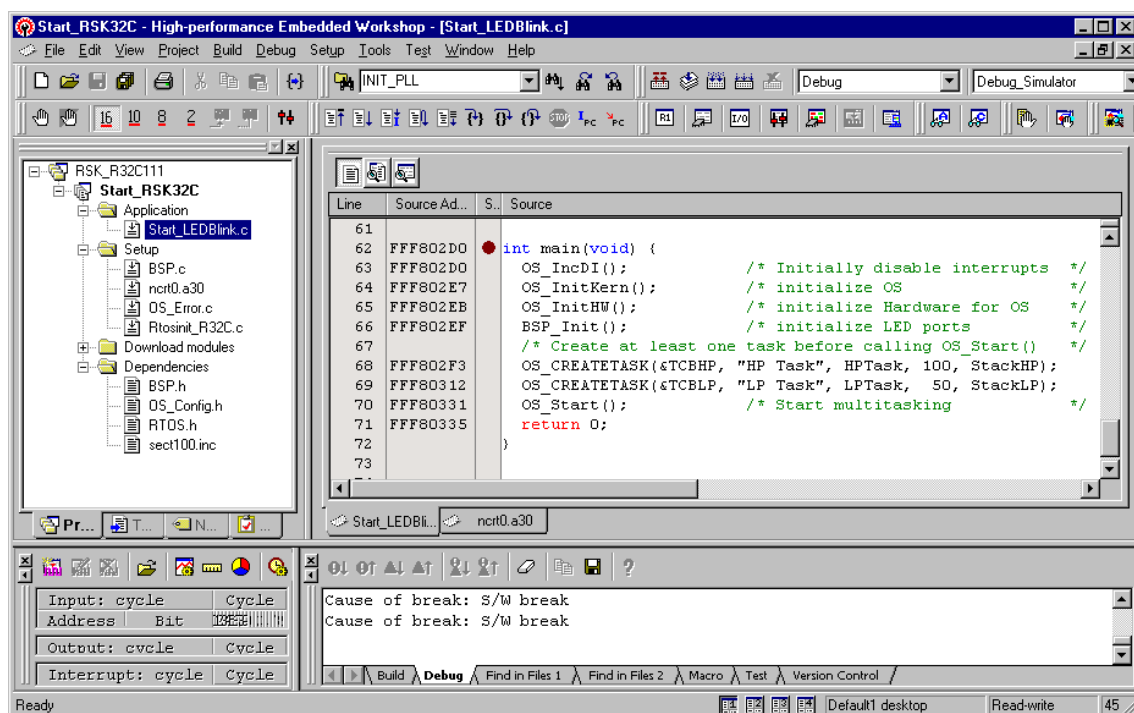 Start_RSK32C - High-performance Embedded Workshop - [Start_LEDBlink.c]
File Edit View Project Build Debug Setup Tools Test Window Help
INIT_PLL Debug Debug_Simulator
16 10 8 2 STOP IPC PC R1 I/O
RSK_R32C111
Start_RSK32C
Application
Start_LEDBlink.c
Setup
BSP.c
ncrt0.a30
OS_Error.c
Rtosinit_R32C.c
Download modules
Dependencies
BSP.h
OS_Config.h
RTOS.h
sect100.inc
Pr... T... N... ...
Line Source Ad... S.. Source
61
62 FFF802D0 int main(void) {
63 FFF802D0 OS_IncDI(); /* Initially disable interrupts */
64 FFF802E7 OS_InitKern(); /* initialize OS */
65 FFF802EB OS_InitHW(); /* initialize Hardware for OS */
66 FFF802EF BSP_Init(); /* initialize LED ports */
67 /* Create at least one task before calling OS_Start() */
68 FFF802F3 OS_CREATETASK(&TCBHP, "HP Task", HPTask, 100, StackHP);
69 FFF80312 OS_CREATETASK(&TCBLP, "LP Task", LPTask, 50, StackLP);
70 FFF80331 OS_Start(); /* Start multitasking */
71 FFF80335 return 0;
72 }
73
Start_LEDBli... ncrt0.a30
Input: cycle Cycle
Address Bit
Output: cycle Cycle
Interrupt: cycle Cycle
Cause of break: S/W break
Cause of break: S/W break
Build Debug Find in Files 1 Find in Files 2 Macro Test Version Control
Ready Default1 desktop Read-write 45